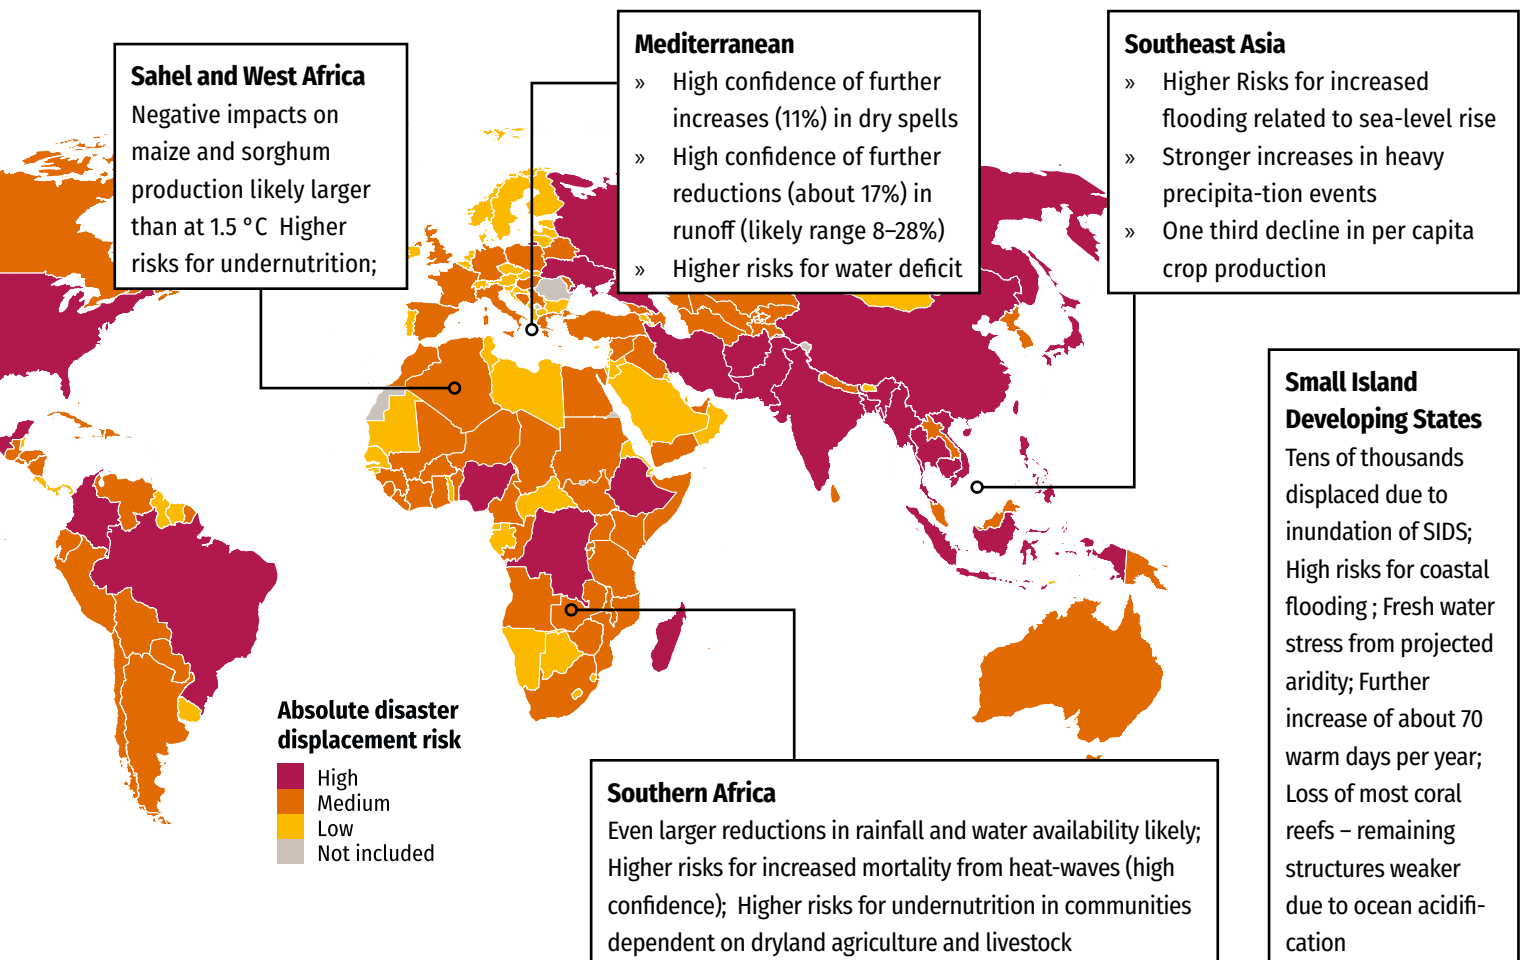 Sahel and West Africa
Negative impacts on
maize and sorghum
production likely larger
than at 1.5 °C  Higher
risks for undernutrition;
Mediterranean
» High confidence of further
increases (11%) in dry spells
» High confidence of further
reductions (about 17%) in
runoff (likely range 8–28%)
» Higher risks for water deficit
Southeast Asia
» Higher Risks for increased
flooding related to sea-level rise
» Stronger increases in heavy
precipita-tion events
» One third decline in per capita
crop production
Small Island
Developing States
Tens of thousands
displaced due to
inundation of SIDS;
High risks for coastal
flooding ; Fresh water
stress from projected
aridity; Further
increase of about 70
warm days per year;
Loss of most coral
reefs – remaining
structures weaker
due to ocean acidifi-
cation
Absolute disaster
displacement risk
High
Medium
Low
Not included
Southern Africa
Even larger reductions in rainfall and water availability likely;
Higher risks for increased mortality from heat-waves (high
confidence);  Higher risks for undernutrition in communities
dependent on dryland agriculture and livestock